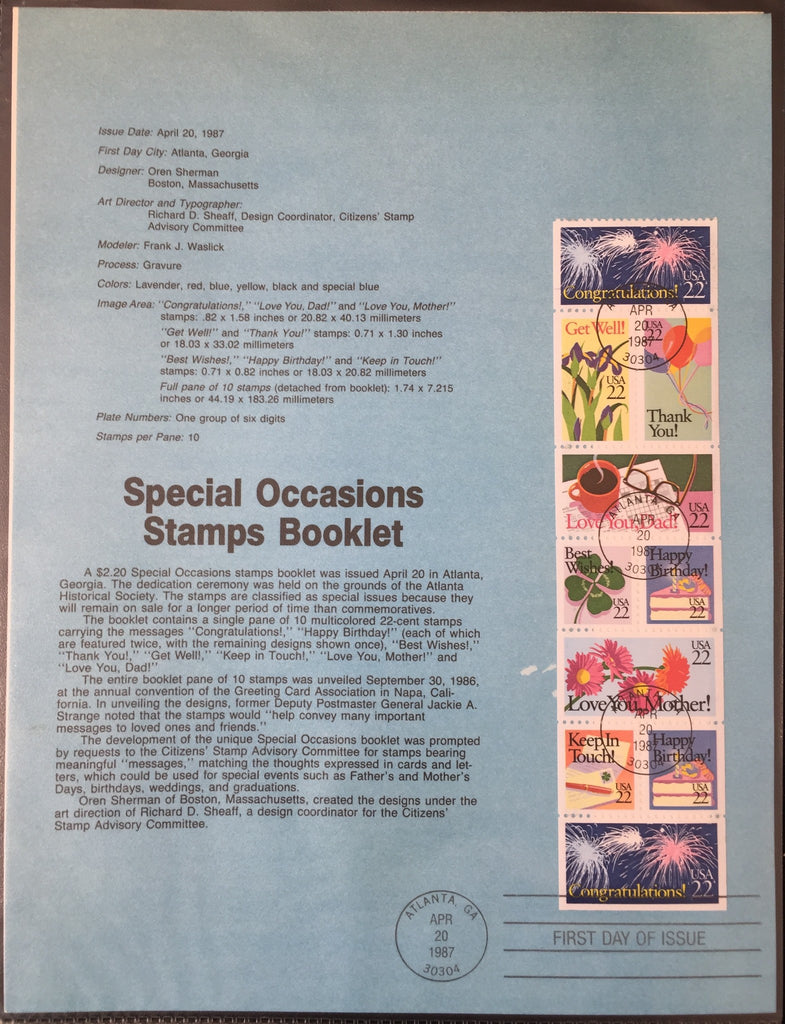 Issue Date: April 20, 1987
First Day City: Atlanta, Georgia
Designer: Oren Sherman
Boston, Massachusetts
Art Director and Typographer:
Richard D. Sheaff, Design Coordinator, Citizens' Stamp
Advisory Committee
Modeler: Frank J. Waslick
Process: Gravure
Colors: Lavender, red, blue, yellow, black and special blue
Image Area: "Congratulations!," "Love You, Dad!" and "Love You, Mother!"
stamps: .82 x 1.58 inches or 20.82 x 40.13 millimeters
"Get Well!" and "Thank You!" stamps: 0.71 x 1.30 inches
or 18.03 x 33.02 millimeters
"Best Wishes!," "Happy Birthday!" and "Keep in Touch!"
stamps: 0.71 x 0.82 inches or 18.03 x 20.82 millimeters
Full pane of 10 stamps (detached from booklet): 1.74 x 7.215
inches or 44.19 x 183.26 millimeters
Plate Numbers: One group of six digits
Stamps per Pane: 10
Special Occasions
Stamps Booklet
A $2.20 Special Occasions stamps booklet was issued April 20 in Atlanta,
Georgia. The dedication ceremony was held on the grounds of the Atlanta
Historical Society. The stamps are classified as special issues because they
will remain on sale for a longer period of time than commemoratives.
The booklet contains a single pane of 10 multicolored 22-cent stamps
carrying the messages "Congratulations!," "Happy Birthday!" (each of which
are featured twice, with the remaining designs shown once), "Best Wishes!,"
"Thank You!," "Get Well!," "Keep in Touch!," "Love You, Mother!" and
"Love You, Dad!"
The entire booklet pane of 10 stamps was unveiled September 30, 1986,
at the annual convention of the Greeting Card Association in Napa, Cal-
ifornia. In unveiling the designs, former Deputy Postmaster General Jackie A.
Strange noted that the stamps would "help convey many important
messages to loved ones and friends."
The development of the unique Special Occasions booklet was prompted
by requests to the Citizens' Stamp Advisory Committee for stamps bearing
meaningful "messages," matching the thoughts expressed in cards and let-
ters, which could be used for special events such as Father's and Mother's
Days, birthdays, weddings, and graduations.
Oren Sherman of Boston, Massachusetts, created the designs under the
art direction of Richard D. Sheaff, a design coordinator for the Citizens'
Stamp Advisory Committee.
USA
Congratulations! 22
APR
20
1987
30304
Get Well!
USA
22
USA
22
Thank
You!
USA
22
Love You, Dad!
ATLANTA, GA
APR
20
Best
Wishes!
USA
22
Happy
Birthday!
USA
22
USA
22
Love You, Mother!
APR
20
30304
Keep In
Touch!
USA
22
Happy
Birthday!
USA
22
USA
Congratulations! 22
ATLANTA, GA
APR
20
1987
30304
FIRST DAY OF ISSUE